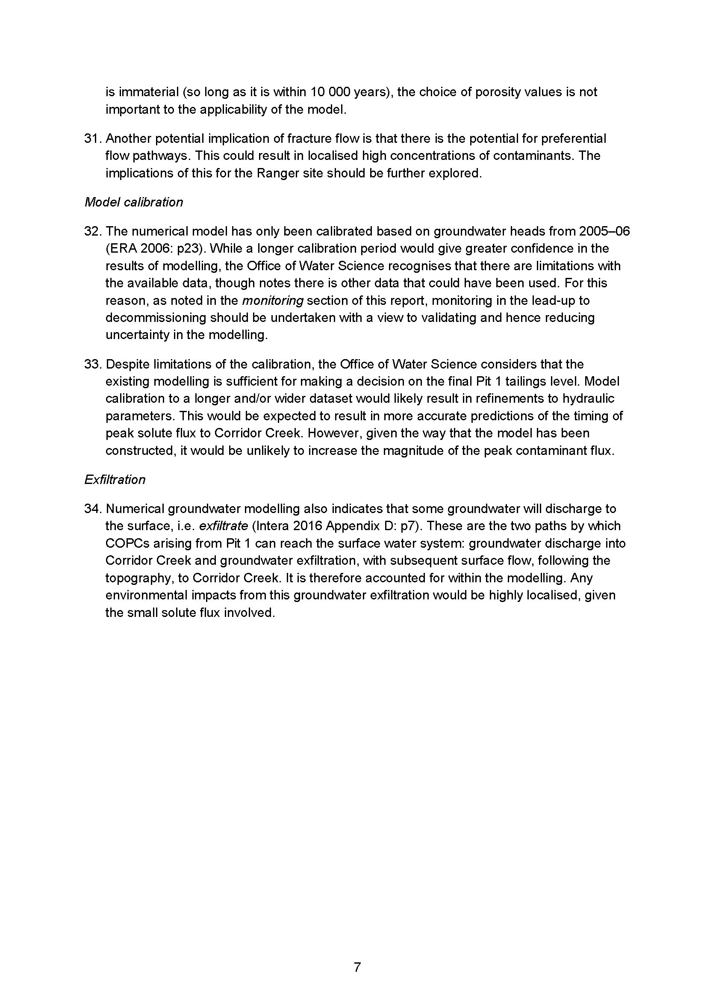 is immaterial (so long as it is within 10 000 years), the choice of porosity values is not
important to the applicability of the model.
31. Another potential implication of fracture flow is that there is the potential for preferential
flow pathways. This could result in localised high concentrations of contaminants. The
implications of this for the Ranger site should be further explored.
Model calibration
32. The numerical model has only been calibrated based on groundwater heads from 2005–06
(ERA 2006: p23). While a longer calibration period would give greater confidence in the
results of modelling, the Office of Water Science recognises that there are limitations with
the available data, though notes there is other data that could have been used. For this
reason, as noted in the monitoring section of this report, monitoring in the lead-up to
decommissioning should be undertaken with a view to validating and hence reducing
uncertainty in the modelling.
33. Despite limitations of the calibration, the Office of Water Science considers that the
existing modelling is sufficient for making a decision on the final Pit 1 tailings level. Model
calibration to a longer and/or wider dataset would likely result in refinements to hydraulic
parameters. This would be expected to result in more accurate predictions of the timing of
peak solute flux to Corridor Creek. However, given the way that the model has been
constructed, it would be unlikely to increase the magnitude of the peak contaminant flux.
Exfiltration
34. Numerical groundwater modelling also indicates that some groundwater will discharge to
the surface, i.e. exfiltrate (Intera 2016 Appendix D: p7). These are the two paths by which
COPCs arising from Pit 1 can reach the surface water system: groundwater discharge into
Corridor Creek and groundwater exfiltration, with subsequent surface flow, following the
topography, to Corridor Creek. It is therefore accounted for within the modelling. Any
environmental impacts from this groundwater exfiltration would be highly localised, given
the small solute flux involved.
7